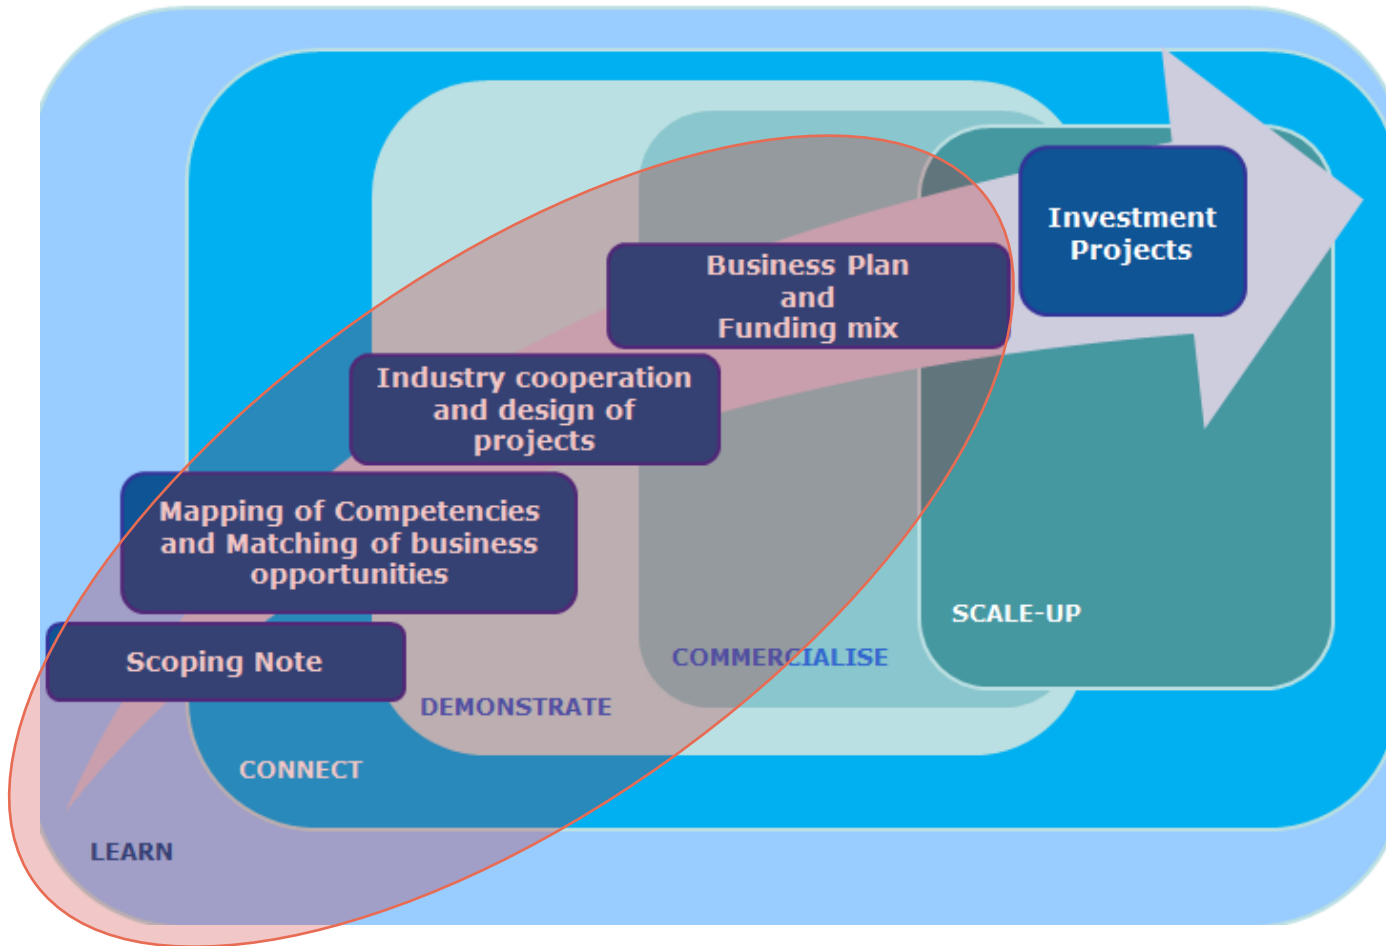 Investment
Projects
Business Plan
and
Funding mix
Industry cooperation
and design of
projects
Mapping of Competencies
and Matching of business
opportunities
Scoping Note
SCALE-UP
COMMERCIALISE
DEMONSTRATE
CONNECT
LEARN